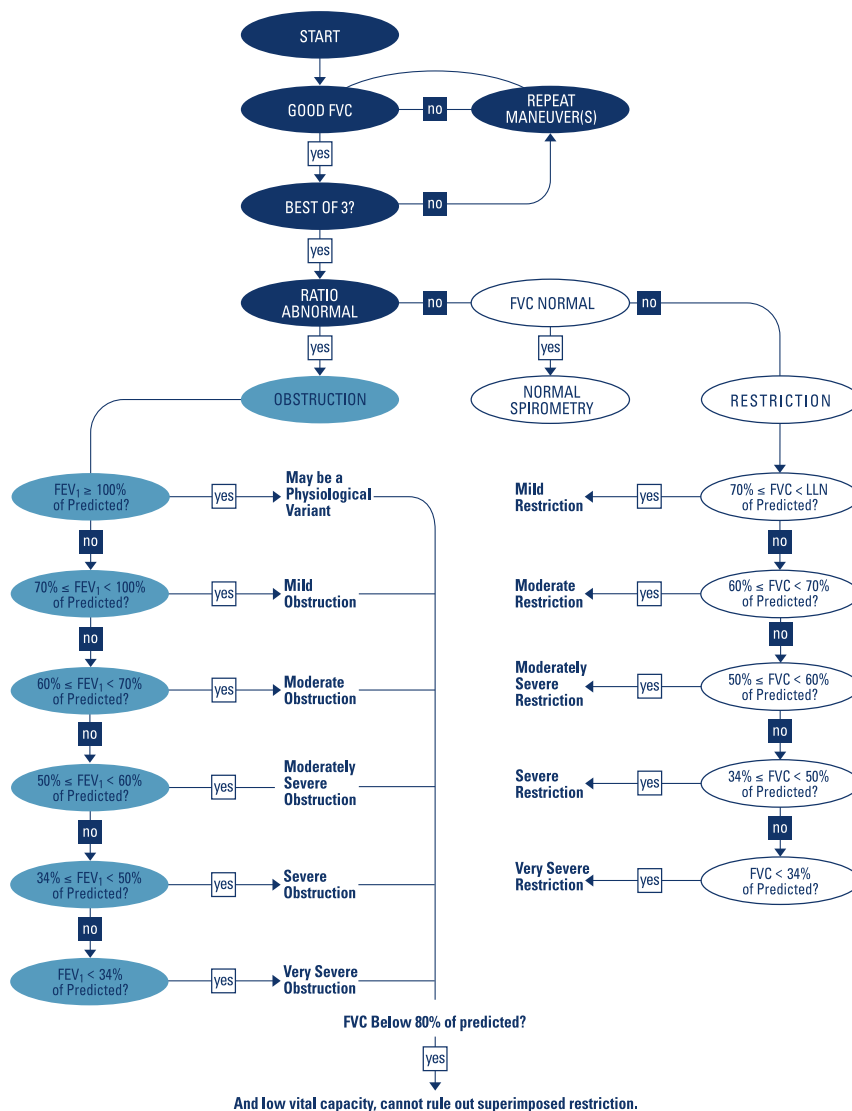 START
GOOD FVC
no
REPEAT
MANEUVER(S)
yes
BEST OF 3?
no
yes
RATIO
ABNORMAL
no
FVC NORMAL
no
yes
yes
OBSTRUCTION
NORMAL
SPIROMETRY
RESTRICTION
FEV₁ ≥ 100%
of Predicted?
yes
May be a
Physiological
Variant
no
70% ≤ FEV₁ < 100%
of Predicted?
yes
Mild
Obstruction
no
60% ≤ FEV₁ < 70%
of Predicted?
yes
Moderate
Obstruction
no
50% ≤ FEV₁ < 60%
of Predicted?
yes
Moderately
Severe
Obstruction
no
34% ≤ FEV₁ < 50%
of Predicted?
yes
Severe
Obstruction
no
FEV₁ < 34%
of Predicted?
yes
Very Severe
Obstruction
Mild
Restriction
yes
70% ≤ FVC < LLN
of Predicted?
no
Moderate
Restriction
yes
60% ≤ FVC < 70%
of Predicted?
no
Moderately
Severe
Restriction
yes
50% ≤ FVC < 60%
of Predicted?
no
Severe
Restriction
yes
34% ≤ FVC < 50%
of Predicted?
no
Very Severe
Restriction
yes
FVC < 34%
of Predicted?
FVC Below 80% of predicted?
yes
And low vital capacity, cannot rule out superimposed restriction.